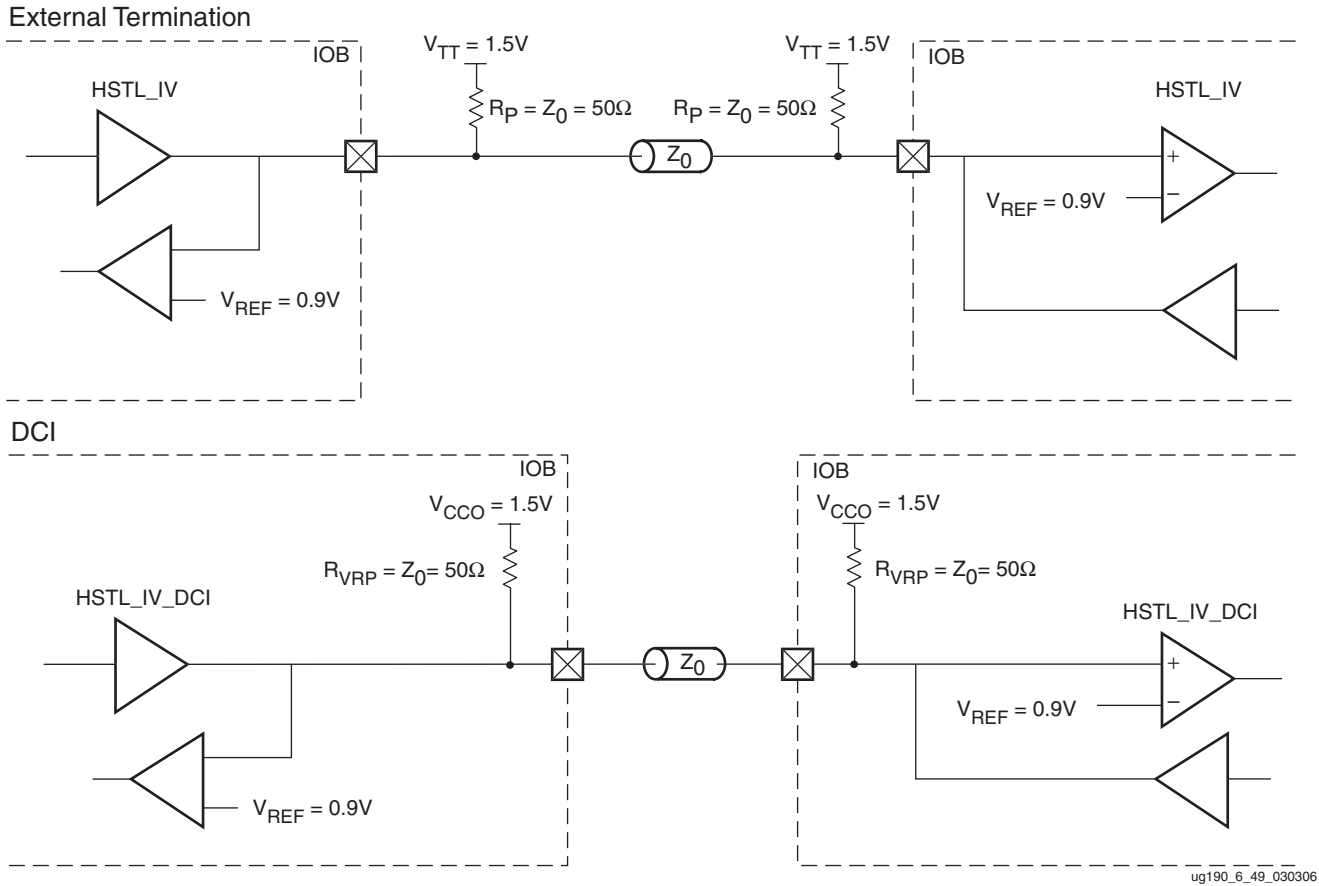 External Termination
IOB
V_TT = 1.5V
V_TT = 1.5V
IOB
HSTL_IV
R_P = Z_0 = 50Ω
R_P = Z_0 = 50Ω
HSTL_IV
Z_0
+
V_REF = 0.9V
−
V_REF = 0.9V
DCI
IOB
IOB
V_CCO = 1.5V
V_CCO = 1.5V
R_VRP = Z_0= 50Ω
R_VRP = Z_0= 50Ω
HSTL_IV_DCI
HSTL_IV_DCI
Z_0
+
V_REF = 0.9V
−
V_REF = 0.9V
ug190_6_49_030306